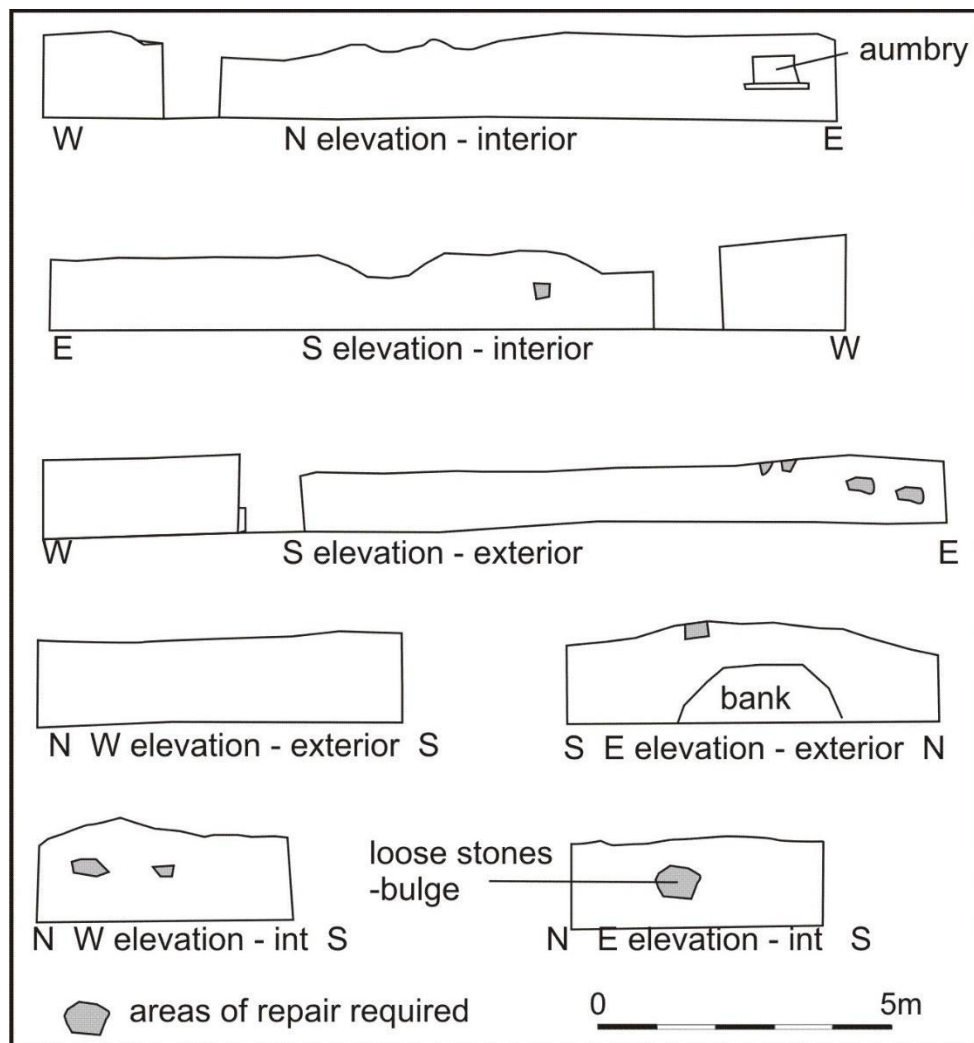 aumbry
W N elevation - interior E
E S elevation - interior W
W S elevation - exterior E
bank
N W elevation - exterior S
S E elevation - exterior N
loose stones
-bulge
N W elevation - int S
N E elevation - int S
areas of repair required
0 5m